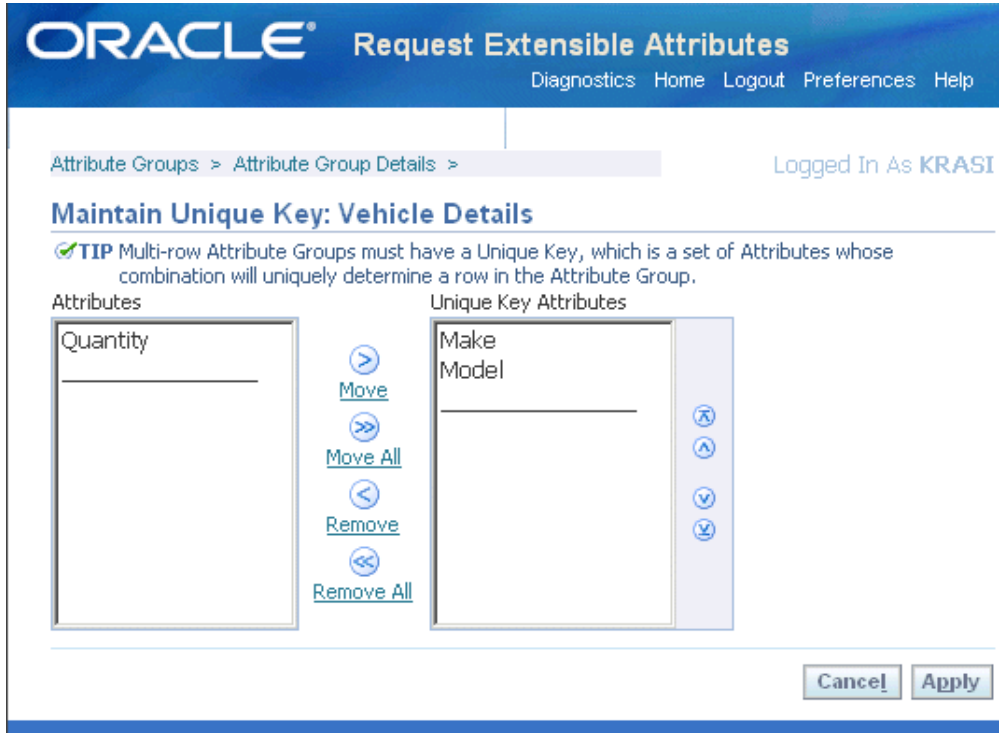 ORACLE® Request Extensible Attributes
Diagnostics Home Logout Preferences Help
Attribute Groups > Attribute Group Details >
Logged In As KRASI
Maintain Unique Key: Vehicle Details
TIP Multi-row Attribute Groups must have a Unique Key, which is a set of Attributes whose
combination will uniquely determine a row in the Attribute Group.
Attributes
Quantity
Move
Move All
Remove
Remove All
Unique Key Attributes
Make
Model
Cancel
Apply